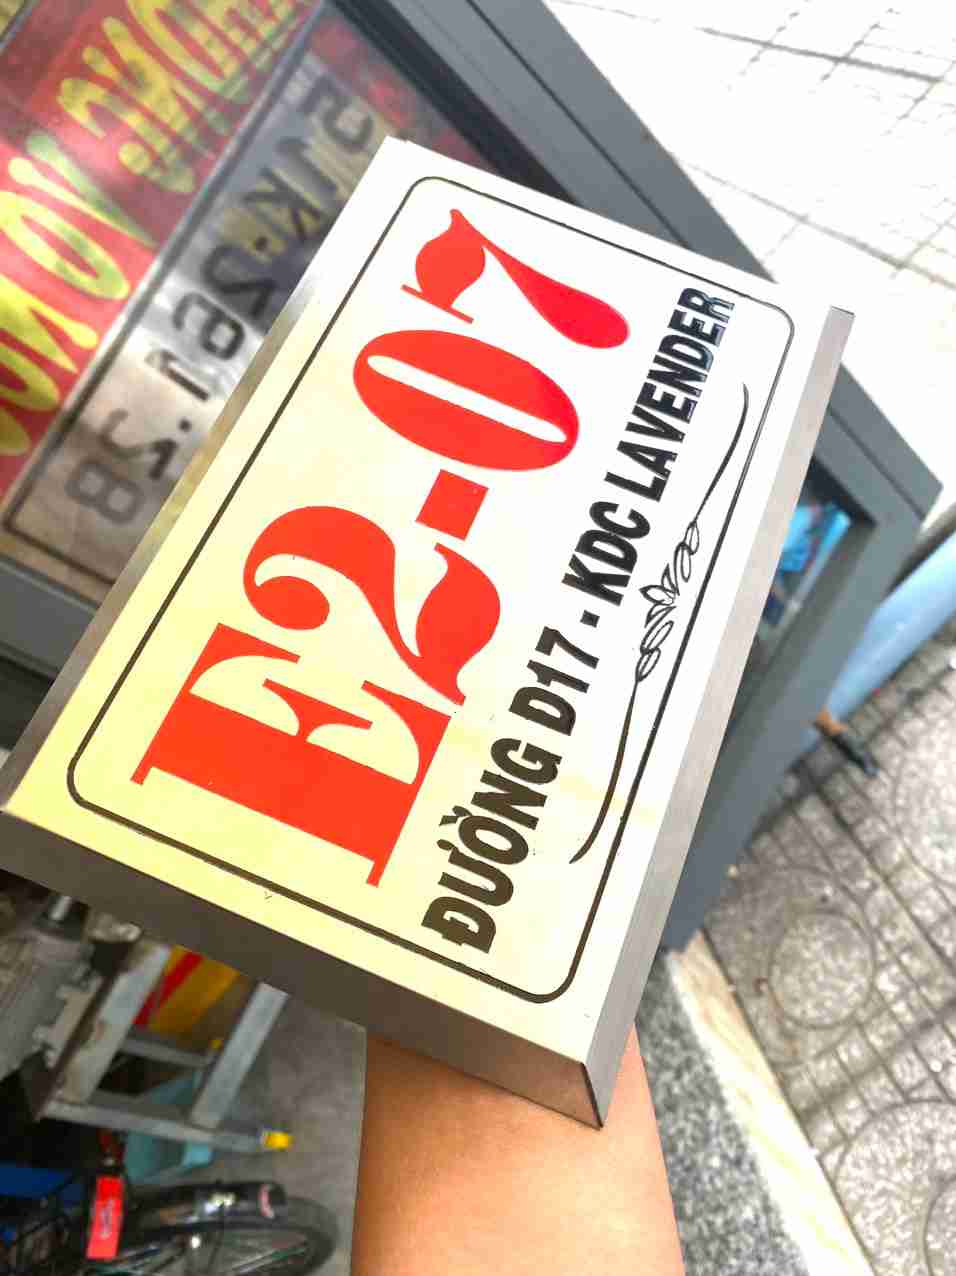 E2-07
ĐƯỜNG D17 - KDC LAVENDER